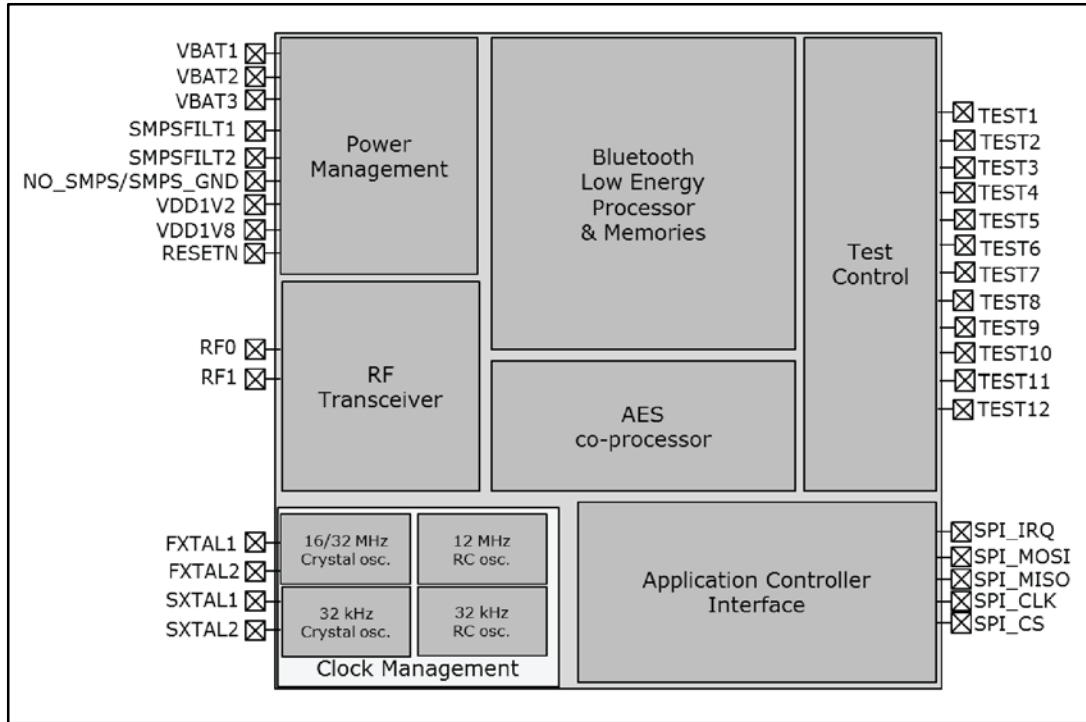 VBAT1
VBAT2
VBAT3
SMPSFILT1
SMPSFILT2
NO_SMPS/SMPS_GND
VDD1V2
VDD1V8
RESETN
RF0
RF1
FXTAL1
FXTAL2
SXTAL1
SXTAL2
Power
Management
RF
Transceiver
16/32 MHz
Crystal osc.
12 MHz
RC osc.
32 kHz
Crystal osc.
32 kHz
RC osc.
Clock Management
Bluetooth
Low Energy
Processor
& Memories
AES
co-processor
Test
Control
Application Controller
Interface
TEST1
TEST2
TEST3
TEST4
TEST5
TEST6
TEST7
TEST8
TEST9
TEST10
TEST11
TEST12
SPI_IRQ
SPI_MOSI
SPI_MISO
SPI_CLK
SPI_CS